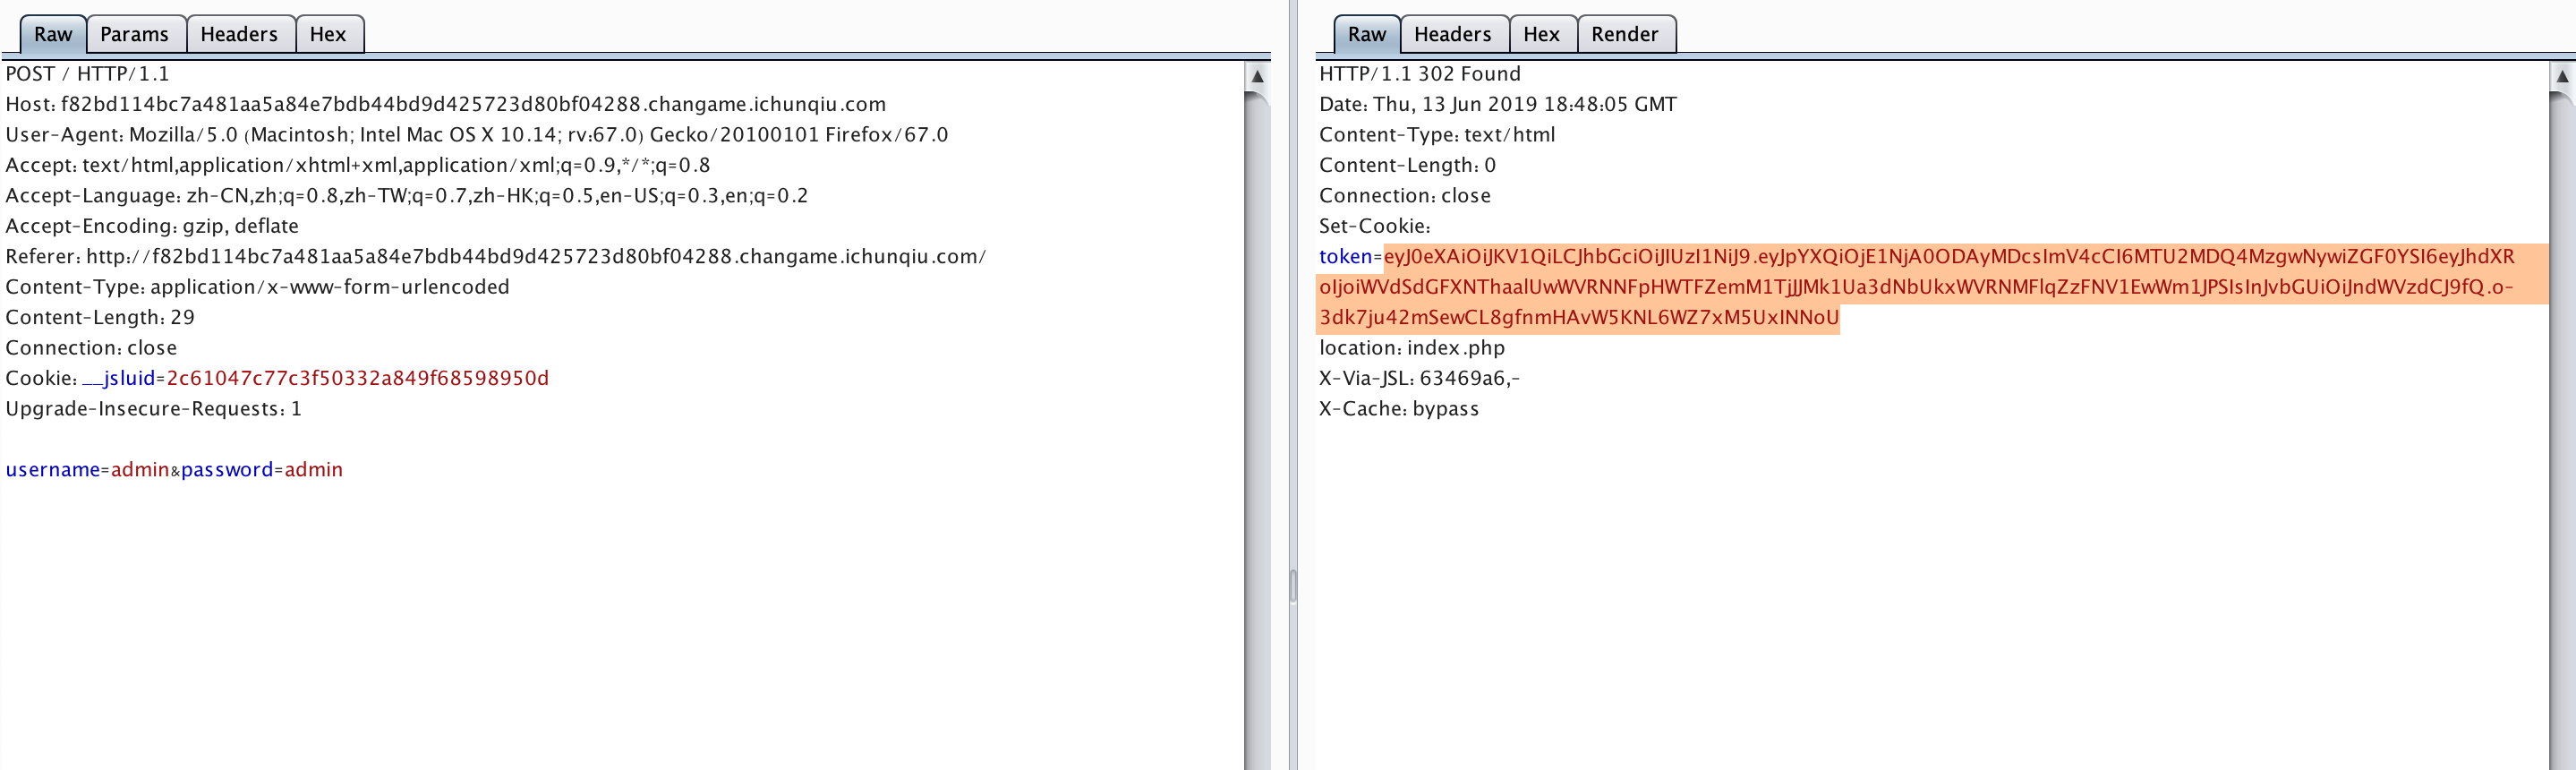 Raw Params Headers Hex
POST / HTTP/1.1
Host: f82bd114bc7a481aa5a84e7bdb44bd9d425723d80bf04288.changame.ichunqiu.com
User-Agent: Mozilla/5.0 (Macintosh; Intel Mac OS X 10.14; rv:67.0) Gecko/20100101 Firefox/67.0
Accept: text/html,application/xhtml+xml,application/xml;q=0.9,*/*;q=0.8
Accept-Language: zh-CN,zh;q=0.8,zh-TW;q=0.7,zh-HK;q=0.5,en-US;q=0.3,en;q=0.2
Accept-Encoding: gzip, deflate
Referer: http://f82bd114bc7a481aa5a84e7bdb44bd9d425723d80bf04288.changame.ichunqiu.com/
Content-Type: application/x-www-form-urlencoded
Content-Length: 29
Connection: close
Cookie: __jsluid=2c61047c77c3f50332a849f68598950d
Upgrade-Insecure-Requests: 1
username=admin&password=admin
Raw Headers Hex Render
HTTP/1.1 302 Found
Date: Thu, 13 Jun 2019 18:48:05 GMT
Content-Type: text/html
Content-Length: 0
Connection: close
Set-Cookie:
token=eyJ0eXAiOiJKV1QiLCJhbGciOiJIUzI1NiJ9.eyJpYXQiOjE1NjA0ODAyMDcsImV4cCI6MTU2MDQ4MzgwNywiZGF0YSI6eyJhdXR
oIjoiWVdSdGFXNThaalUwWVRNNFpHWTFZemM1TjJJMk1Ua3dNbUkxWVRNMFlqZzFNV1EwWm1JPSIsInJvbGUiOiJndWVzdCJ9fQ.o-
3dk7ju42mSewCL8gfnmHAvW5KNL6WZ7xM5UxINNoU
location: index.php
X-Via-JSL: 63469a6,-
X-Cache: bypass